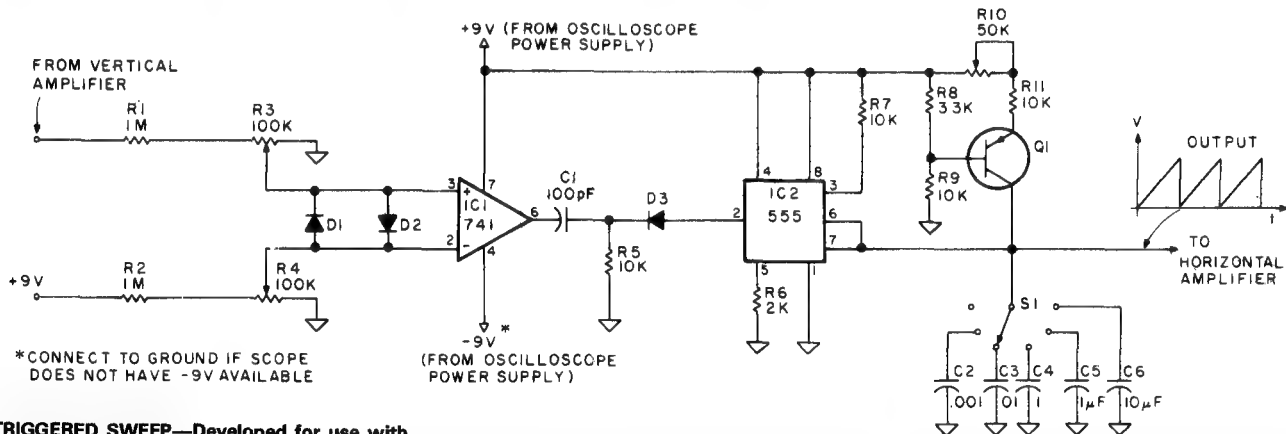 +9V (FROM OSCILLOSCOPE
POWER SUPPLY)
FROM VERTICAL
AMPLIFIER
R1
1M
R3
100K
D1
D2
3
+
2
-
7
IC1
741
6
4
C1
100pF
D3
R5
10K
+9V
R2
1M
R4
100K
-9V*
(FROM OSCILLOSCOPE
POWER SUPPLY)
*CONNECT TO GROUND IF SCOPE
DOES NOT HAVE -9V AVAILABLE
4
8
IC2
555
2
3
6
7
5
1
R6
2K
R7
10K
R8
33K
R9
10K
R10
50K
R11
10K
Q1
V
OUTPUT
t
TO
HORIZONTAL
AMPLIFIER
S1
C2
.001
C3
.01
C4
.1
C5
1µF
C6
10µF
TRIGGERED SWEEP—Developed for use with